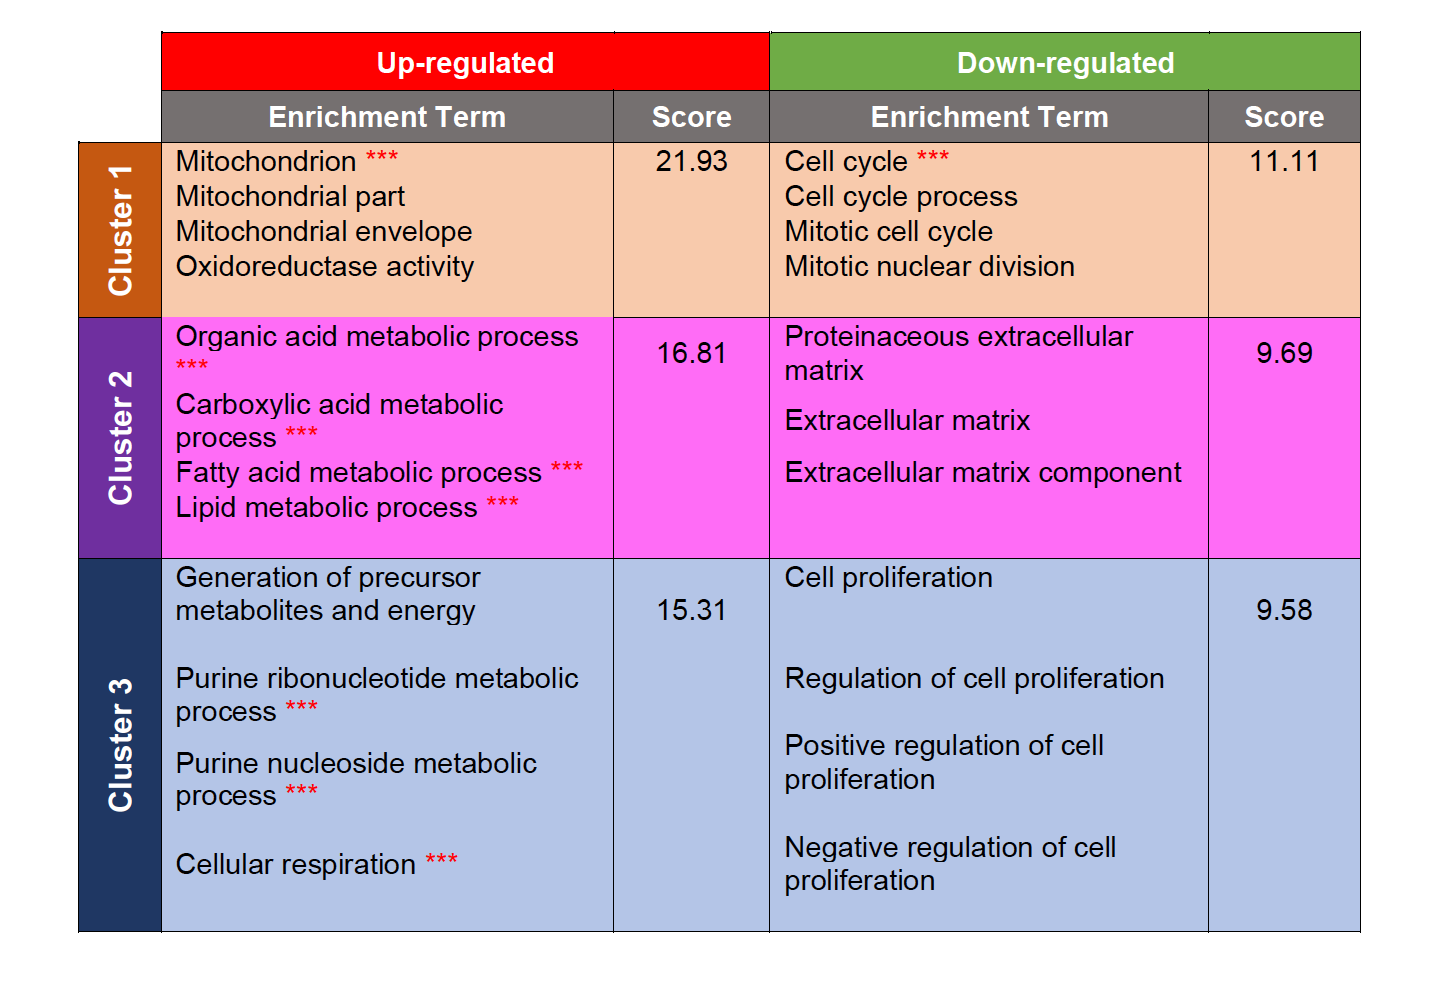 Up-regulated
Down-regulated
Enrichment Term
Score
Enrichment Term
Score
Cluster 1
Mitochondrion ***
Mitochondrial part
Mitochondrial envelope
Oxidoreductase activity
21.93
Cell cycle ***
Cell cycle process
Mitotic cell cycle
Mitotic nuclear division
11.11
Cluster 2
Organic acid metabolic process
***
Carboxylic acid metabolic
process ***
Fatty acid metabolic process ***
Lipid metabolic process ***
16.81
Proteinaceous extracellular
matrix
Extracellular matrix
Extracellular matrix component
9.69
Cluster 3
Generation of precursor
metabolites and energy
Purine ribonucleotide metabolic
process ***
Purine nucleoside metabolic
process ***
Cellular respiration ***
15.31
Cell proliferation
Regulation of cell proliferation
Positive regulation of cell
proliferation
Negative regulation of cell
proliferation
9.58